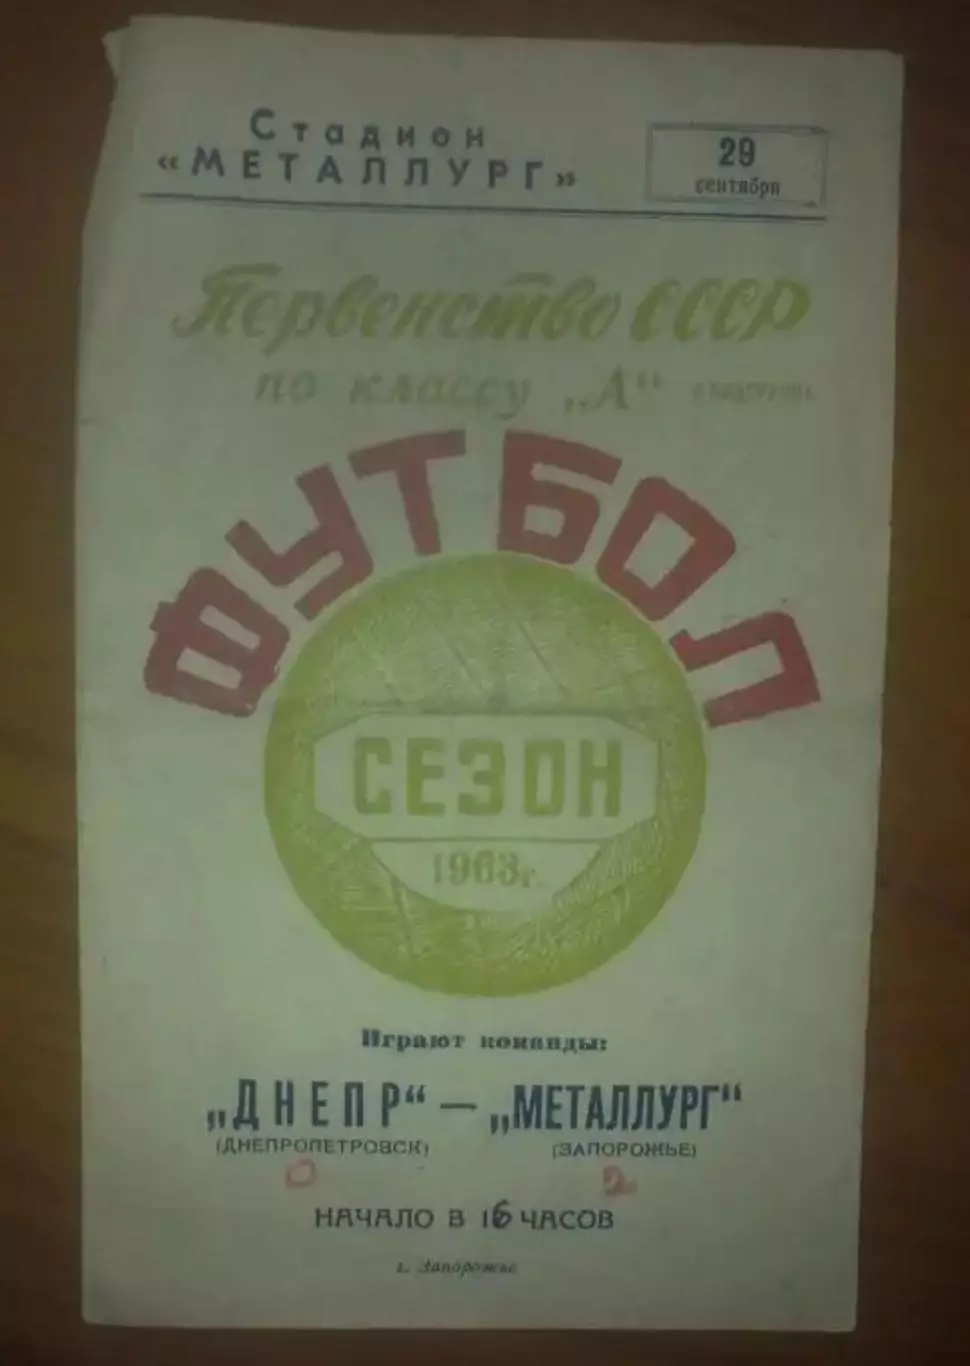 Стадион
«МЕТАЛЛУРГ»
29
сентября
Первенство СССР
по классу „А“
ФУТБОЛ
СЕЗОН
1963г.
Играют команды:
„ДНЕПР“ — „МЕТАЛЛУРГ“
(ДНЕПРОПЕТРОВСК) (ЗАПОРОЖЬЕ)
0 2
НАЧАЛО В 16 ЧАСОВ
г. Запорожье